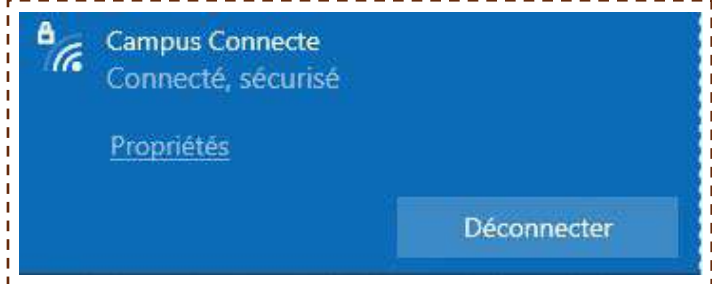 Campus Connecte
Connecté, sécurisé
Propriétés
Déconnecter